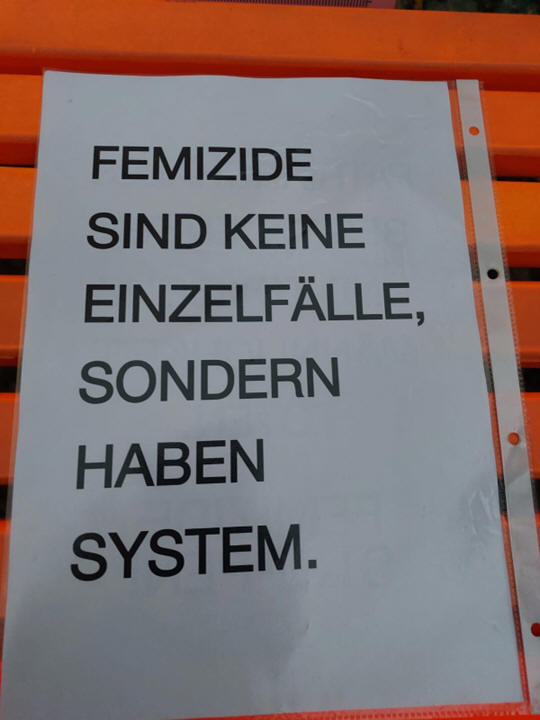 FEMIZIDE
SIND KEINE
EINZELFÄLLE,
SONDERN
HABEN
SYSTEM.